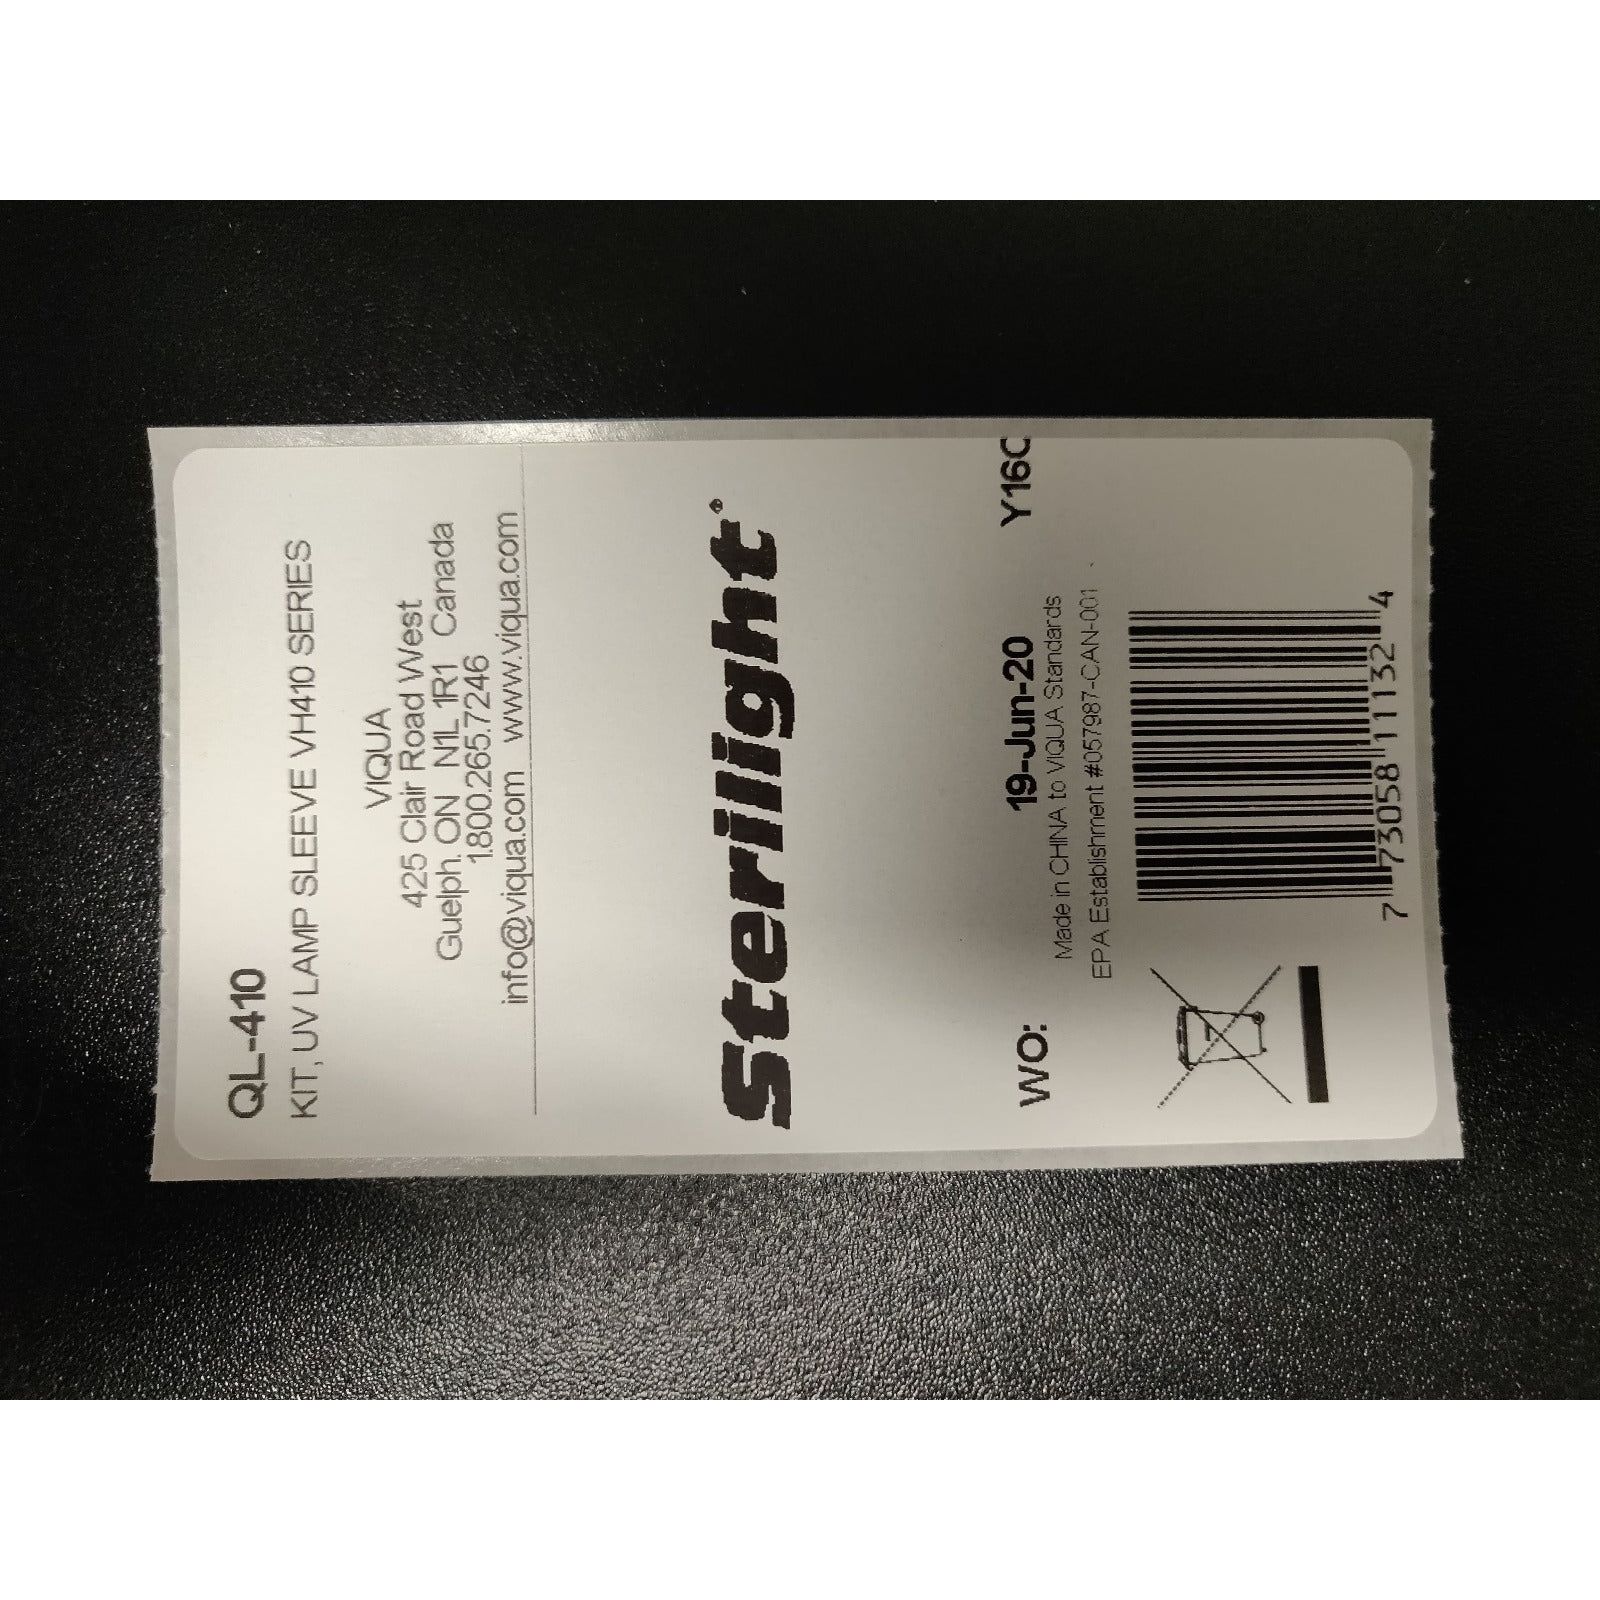 QL-410
KIT, UV LAMP SLEEVE VH410 SERIES
VIQUA
425 Clair Road West
Guelph, ON N1L 1R1 Canada
1.800.265.7246
info@viqua.com www.viqua.com
Sterilight®
WO: 19-Jun-20 Y16C
Made in CHINA to VIQUA Standards
EPA Establishment #057987-CAN-001
7 73058 11132 4